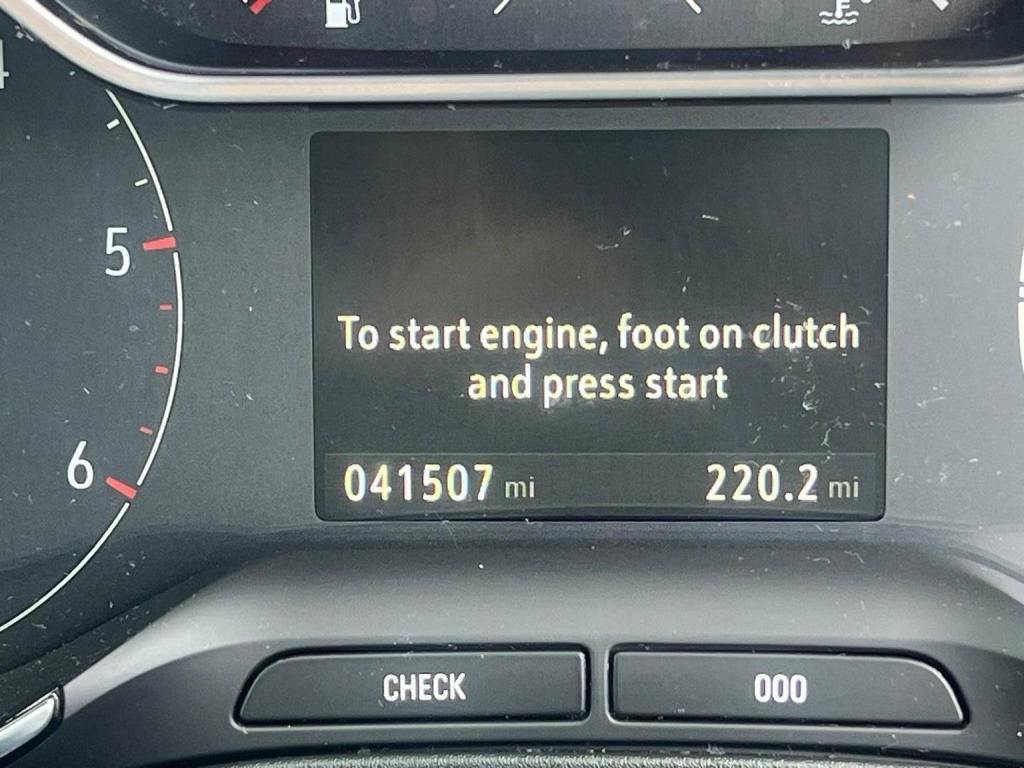 5
6
To start engine, foot on clutch
and press start
041507 mi 220.2 mi
CHECK 000